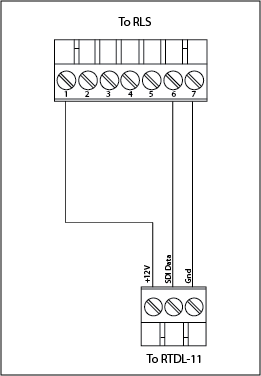 To RLS
1 2 3 4 5 6 7
+12V
SDI Data
Gnd
To RTDL-11